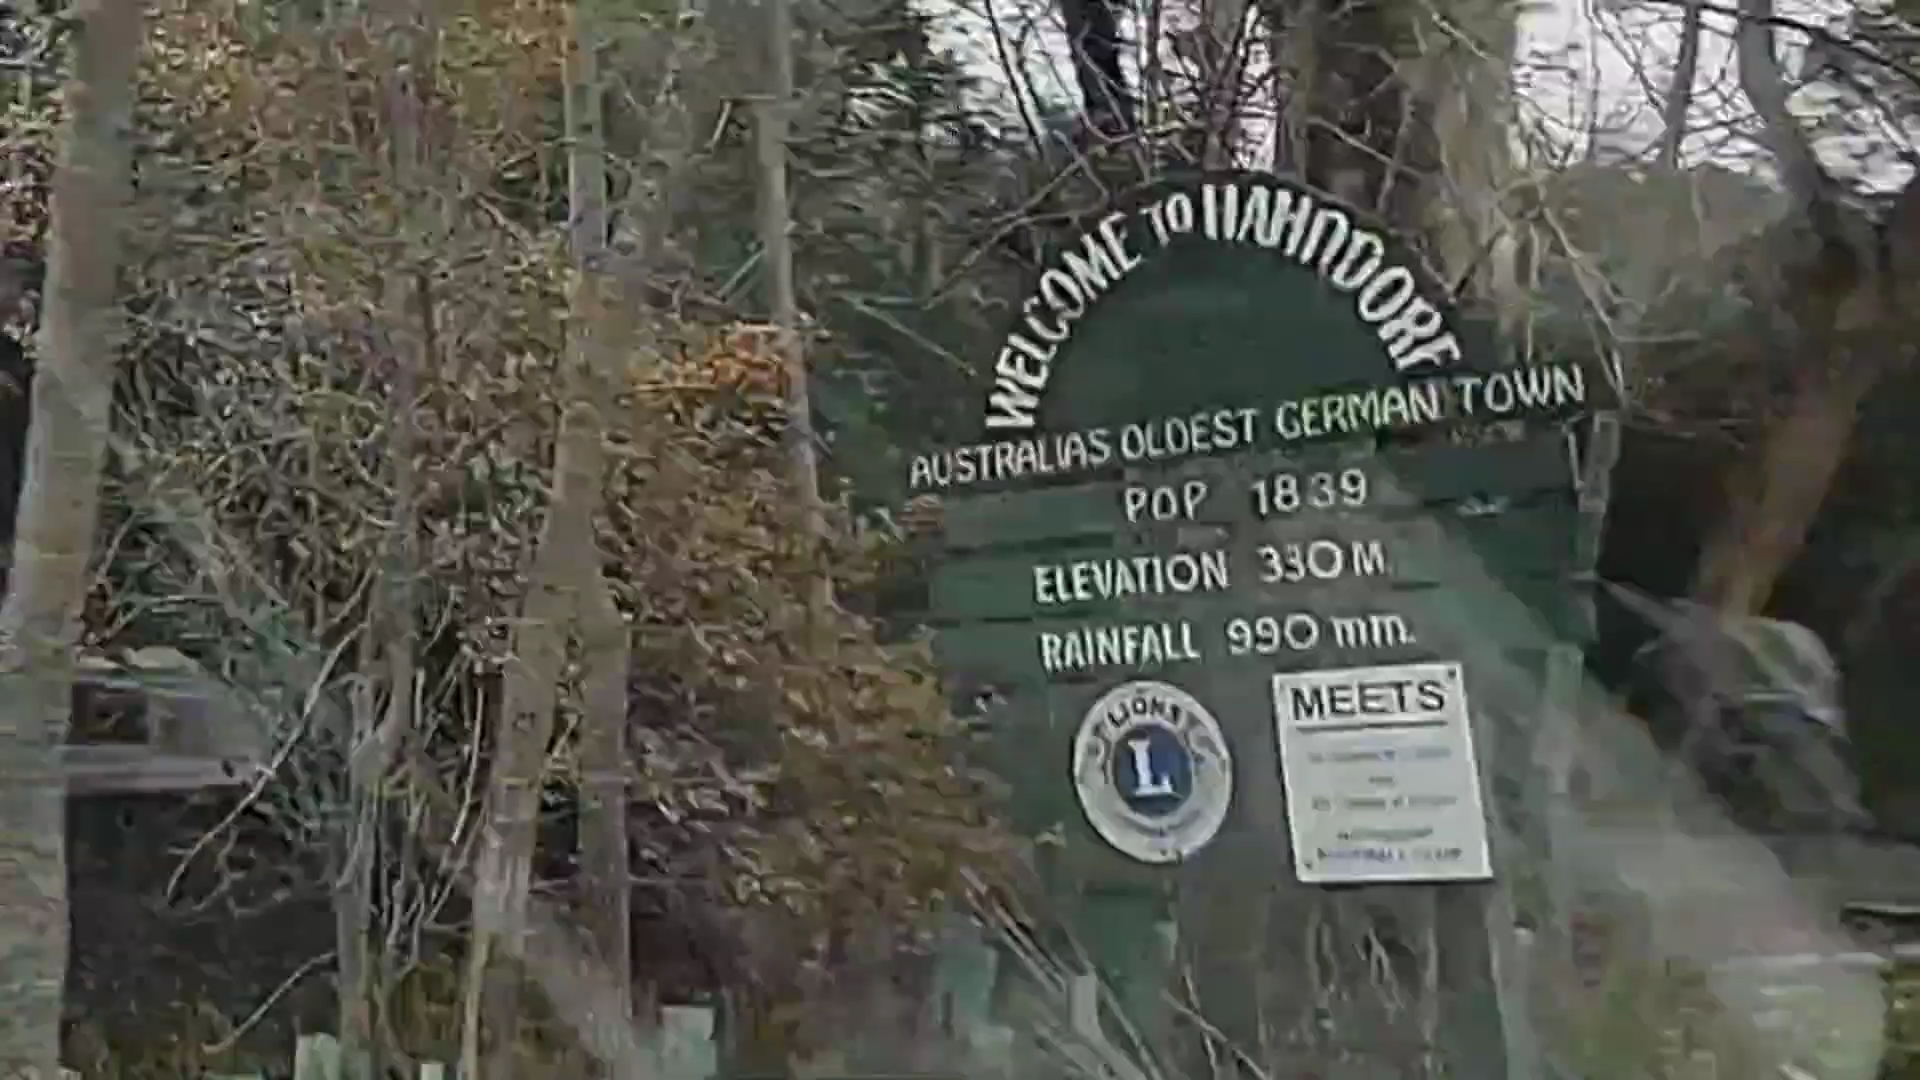 WELCOME TO HAHNDORF
AUSTRALIAS OLDEST GERMAN TOWN
POP 1839
ELEVATION 330 M
RAINFALL 990 mm.
LIONS
L
MEETS